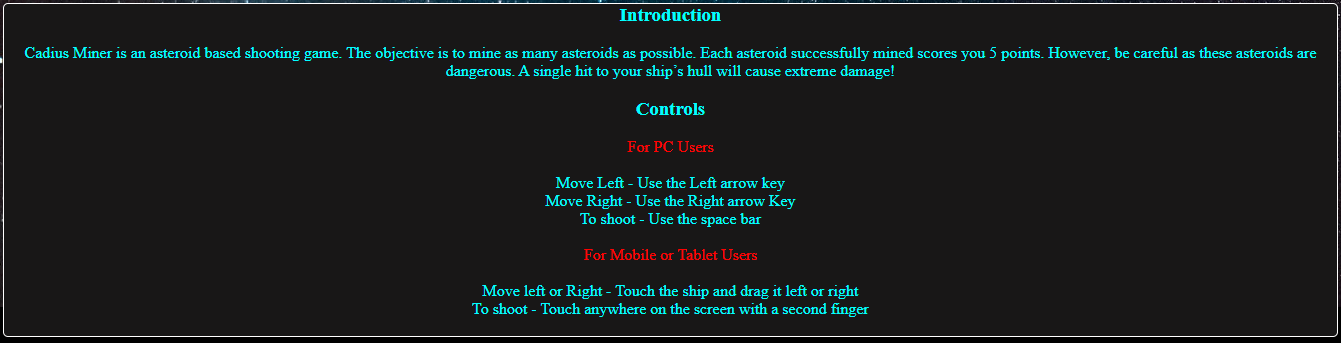 Introduction
Cadius Miner is an asteroid based shooting game. The objective is to mine as many asteroids as possible. Each asteroid successfully mined scores you 5 points. However, be careful as these asteroids are
dangerous. A single hit to your ship’s hull will cause extreme damage!
Controls
For PC Users
Move Left - Use the Left arrow key
Move Right - Use the Right arrow Key
To shoot - Use the space bar
For Mobile or Tablet Users
Move left or Right - Touch the ship and drag it left or right
To shoot - Touch anywhere on the screen with a second finger